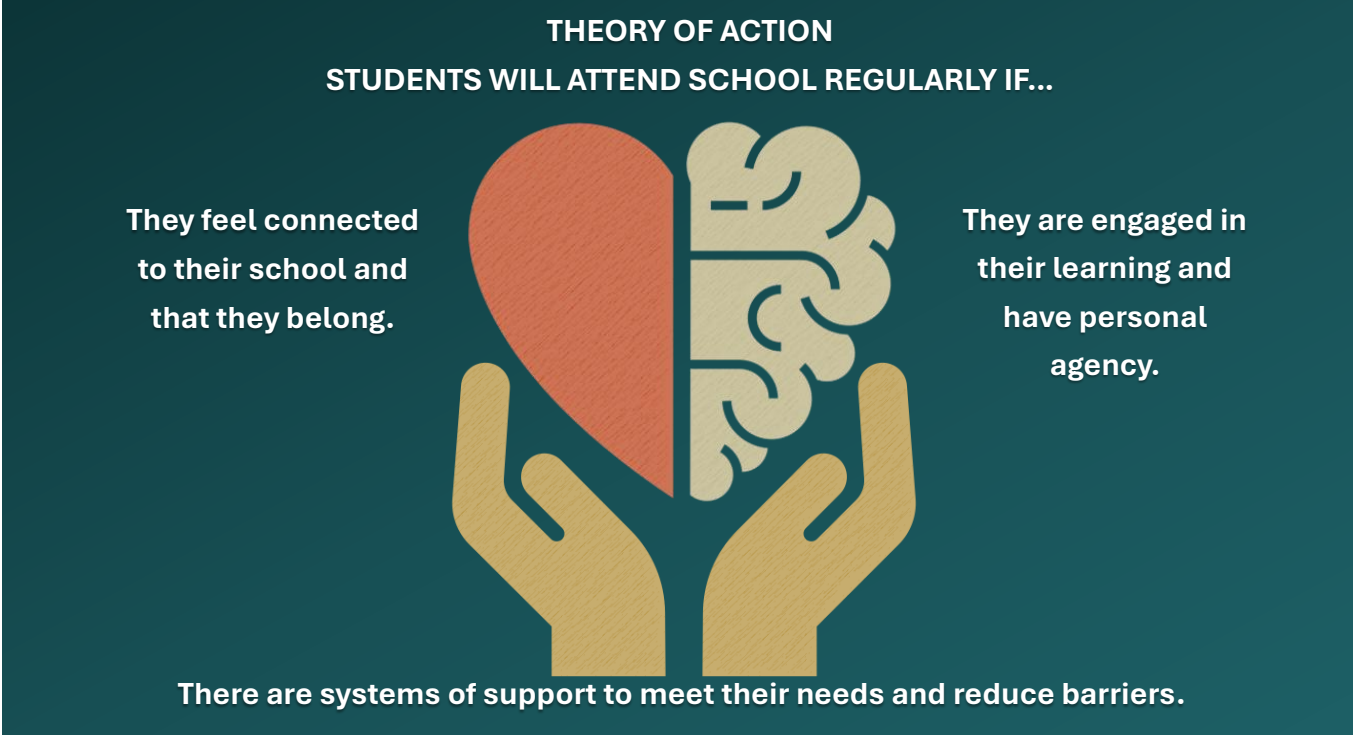 THEORY OF ACTION
STUDENTS WILL ATTEND SCHOOL REGULARLY IF...
They feel connected
to their school and
that they belong.
They are engaged in
their learning and
have personal
agency.
There are systems of support to meet their needs and reduce barriers.